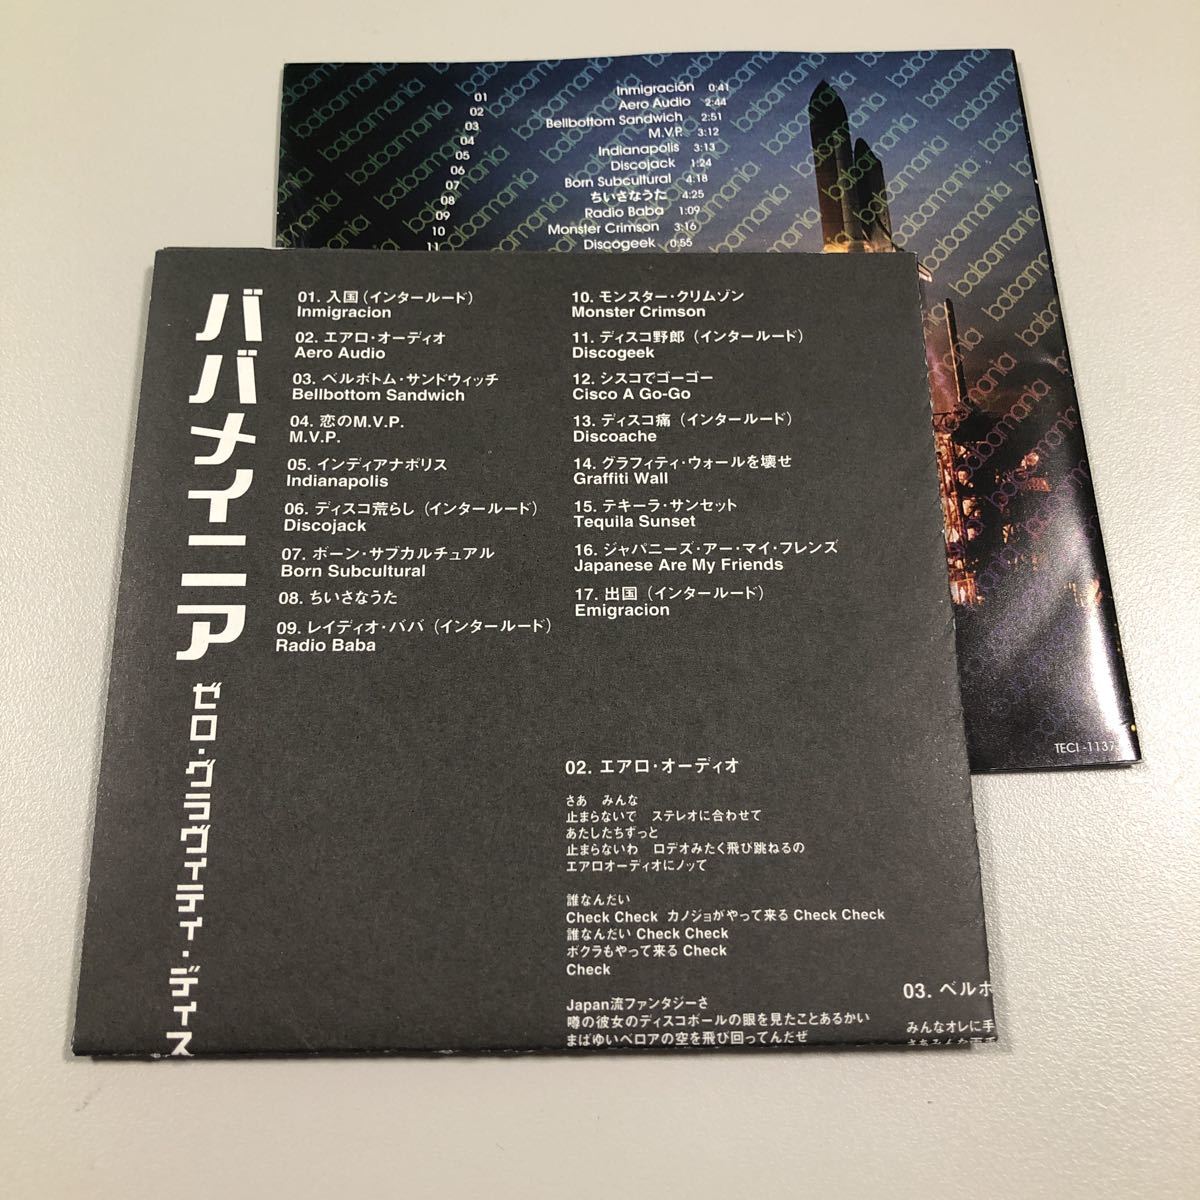 01 Inmigración 0:41
02 Aero Audio 2:44
03 Bellbottom Sandwich 2:51
04 M.V.P. 3:12
05 Indianapolis 3:13
06 Discojack 1:24
07 Born Subcultural 4:18
08 ちいさなうた 4:25
09 Radio Baba 1:09
10 Monster Crimson 3:16
11 Discogeek 0:55
babamania
TECI-1137
ババメイニア
ゼロ・グラヴィティ・ディス
01. 入国(インタールード)
Inmigracion
02. エアロ・オーディオ
Aero Audio
03. ベルボトム・サンドウィッチ
Bellbottom Sandwich
04. 恋のM.V.P.
M.V.P.
05. インディアナポリス
Indianapolis
06. ディスコ荒らし(インタールード)
Discojack
07. ボーン・サブカルチュアル
Born Subcultural
08. ちいさなうた
09. レイディオ・ババ(インタールード)
Radio Baba
10. モンスター・クリムゾン
Monster Crimson
11. ディスコ野郎(インタールード)
Discogeek
12. シスコでゴーゴー
Cisco A Go-Go
13. ディスコ痛(インタールード)
Discoache
14. グラフィティ・ウォールを壊せ
Graffiti Wall
15. テキーラ・サンセット
Tequila Sunset
16. ジャパニーズ・アー・マイ・フレンズ
Japanese Are My Friends
17. 出国(インタールード)
Emigracion
02. エアロ・オーディオ
さあ みんな
止まらないで ステレオに合わせて
あたしたちずっと
止まらないわ ロデオみたく飛び跳ねるの
エアロオーディオにノッて
誰なんだい
Check Check カノジョがやって来る Check Check
誰なんだい Check Check
ボクラもやって来る Check
Check
Japan流ファンタジーさ
噂の彼女のディスコボールの眼を見たことあるかい
まばゆいベロアの空を飛び回ってんだぜ
03. ベルボ
みんなオレに手
さあみんな両手